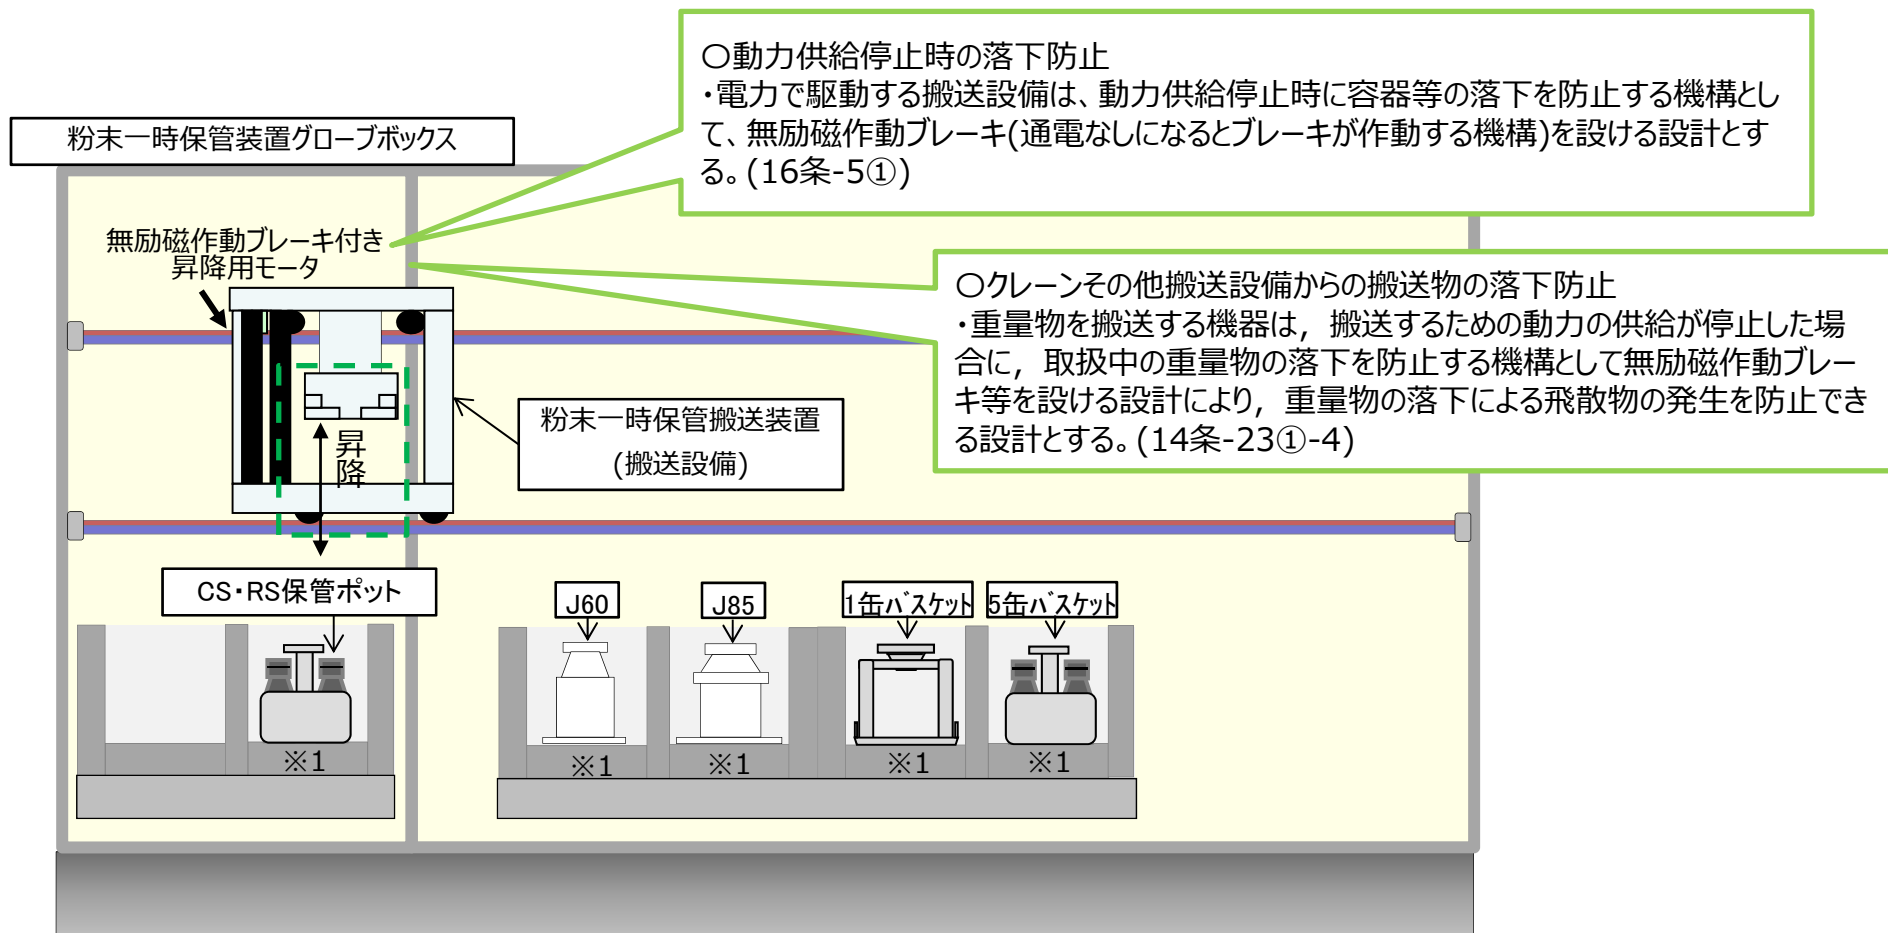 〇動力供給停止時の落下防止
・電力で駆動する搬送設備は、動力供給停止時に容器等の落下を防止する機構とし
て、無励磁作動ブレーキ(通電なしになるとブレーキが作動する機構)を設ける設計とす
る。(16条-5①)
粉末一時保管装置グローブボックス
無励磁作動ブレーキ付き
昇降用モータ
〇クレーンその他搬送設備からの搬送物の落下防止
・重量物を搬送する機器は，搬送するための動力の供給が停止した場
合に，取扱中の重量物の落下を防止する機構として無励磁作動ブレー
キ等を設ける設計により，重量物の落下による飛散物の発生を防止でき
る設計とする。(14条-23①-4)
粉末一時保管搬送装置
(搬送設備)
昇降
CS・RS保管ポット
J60
J85
1缶バスケット
5缶バスケット
※1
※1
※1
※1
※1